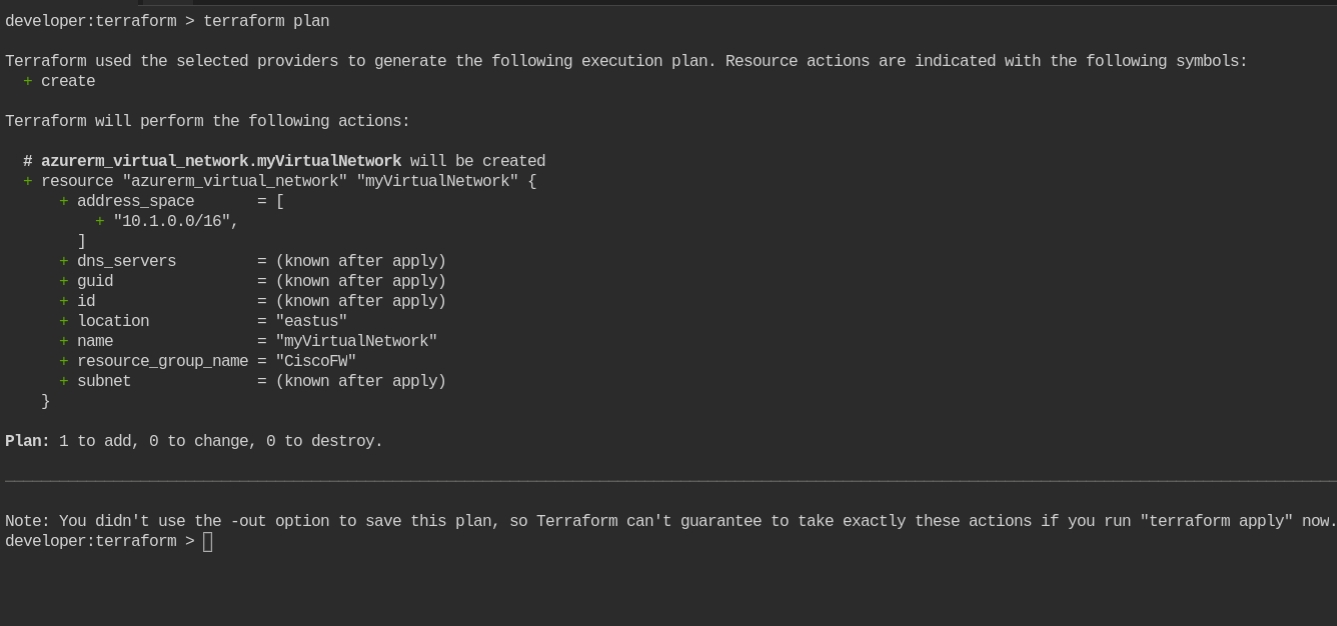 developer:terraform > terraform plan
Terraform used the selected providers to generate the following execution plan. Resource actions are indicated with the following symbols:
  + create
Terraform will perform the following actions:
  # azurerm_virtual_network.myVirtualNetwork will be created
  + resource "azurerm_virtual_network" "myVirtualNetwork" {
      + address_space       = [
          + "10.1.0.0/16",
        ]
      + dns_servers         = (known after apply)
      + guid                = (known after apply)
      + id                  = (known after apply)
      + location            = "eastus"
      + name                = "myVirtualNetwork"
      + resource_group_name = "CiscoFW"
      + subnet              = (known after apply)
    }
Plan: 1 to add, 0 to change, 0 to destroy.
Note: You didn't use the -out option to save this plan, so Terraform can't guarantee to take exactly these actions if you run "terraform apply" now.
developer:terraform >